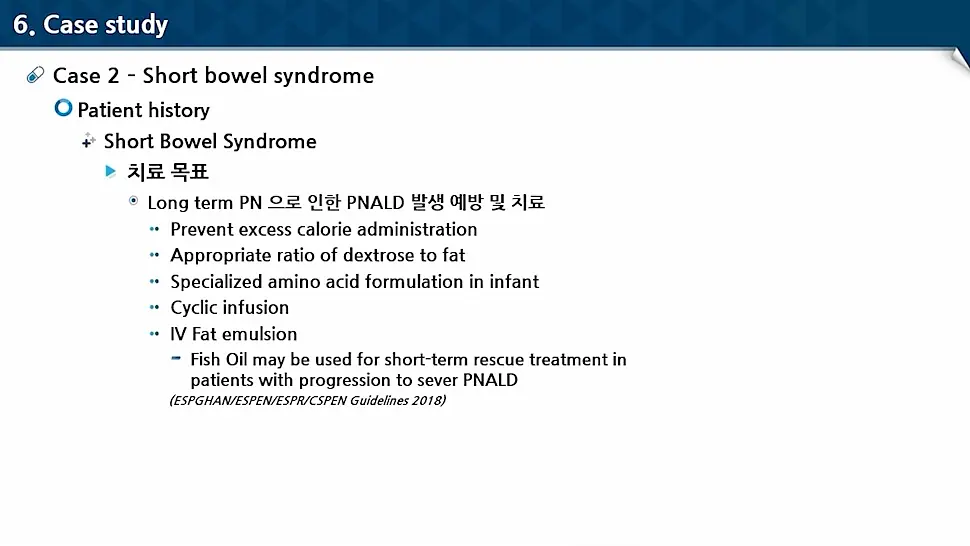 6. Case study
Case 2 - Short bowel syndrome
Patient history
Short Bowel Syndrome
치료 목표
Long term PN 으로 인한 PNALD 발생 예방 및 치료
Prevent excess calorie administration
Appropriate ratio of dextrose to fat
Specialized amino acid formulation in infant
Cyclic infusion
IV Fat emulsion
Fish Oil may be used for short-term rescue treatment in
patients with progression to sever PNALD
(ESPGHAN/ESPEN/ESPR/CSPEN Guidelines 2018)